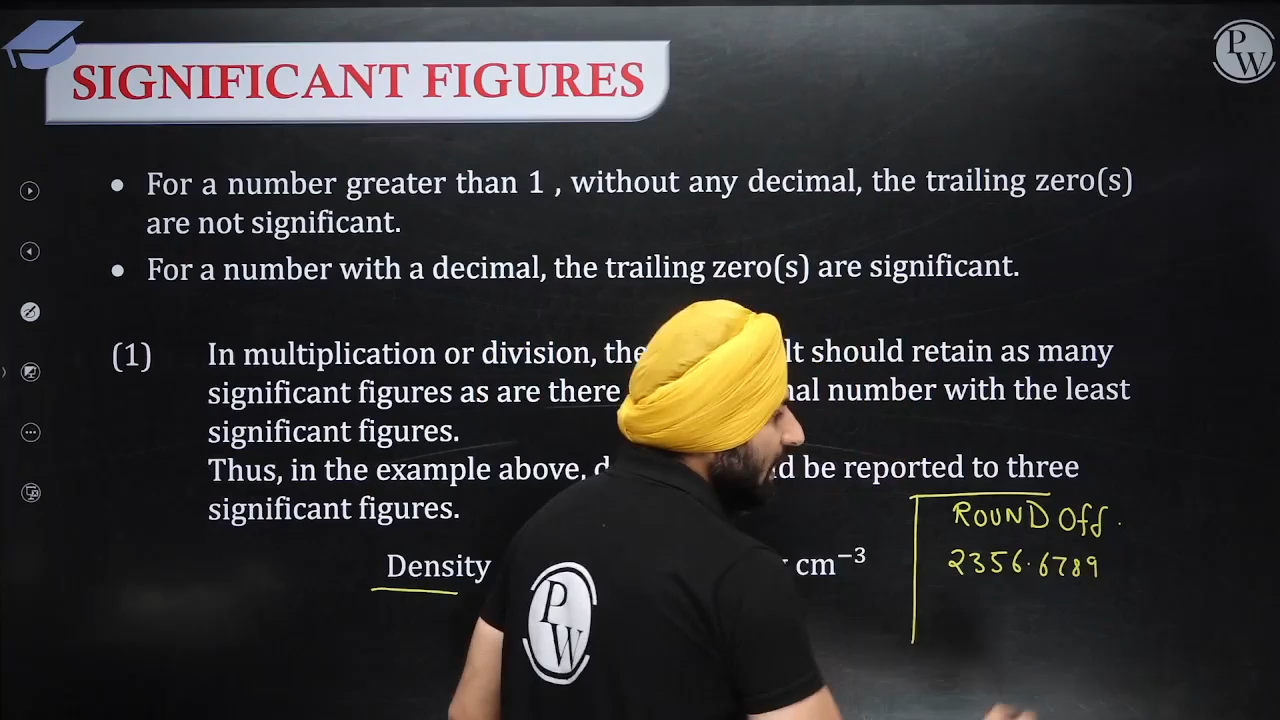 SIGNIFICANT FIGURES
PW
• For a number greater than 1 , without any decimal, the trailing zero(s)
are not significant.
• For a number with a decimal, the trailing zero(s) are significant.
(1) In multiplication or division, the lt should retain as many
significant figures as are there nal number with the least
significant figures.
Thus, in the example above, d d be reported to three
significant figures.
Density cm⁻³
ROUND Off.
2356.6789
PW